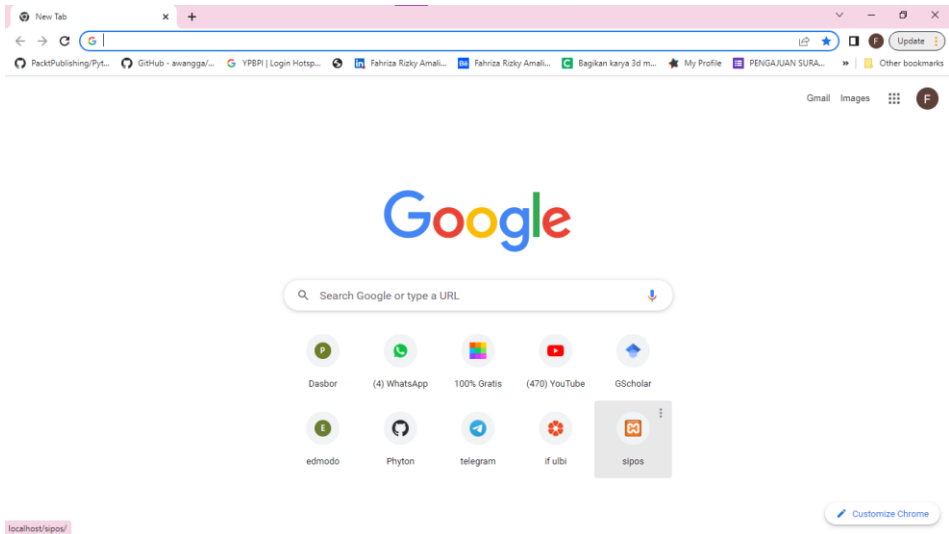 New Tab
G
F Update
PacktPublishing/Pyt... GitHub - awangga/... G YPBPI | Login Hotsp... in Fahriza Rizky Amali... Bē Fahriza Rizky Amali... C Bagikan karya 3d m... My Profile PENGAJUAN SURA... » Other bookmarks
Gmail Images F
Google
Search Google or type a URL
P
Dasbor (4) WhatsApp 100% Gratis (470) YouTube GScholar
E
edmodo Phyton telegram if ulbi sipos
Customize Chrome
localhost/sipos/